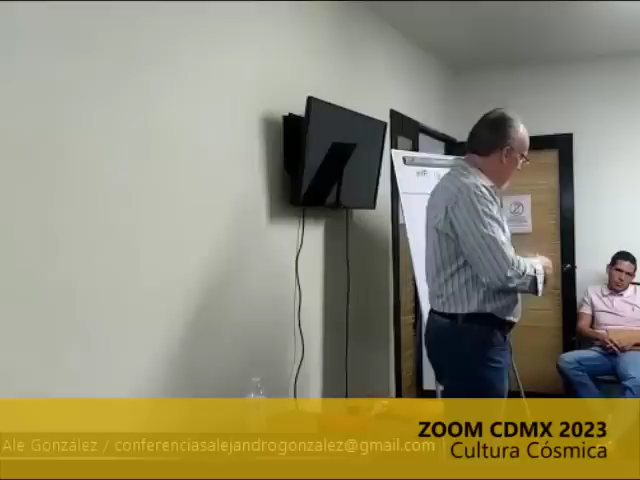 ZOOM CDMX 2023
Ale González / conferenciasalejandrogonzalez@gmail.com
Cultura Cósmica